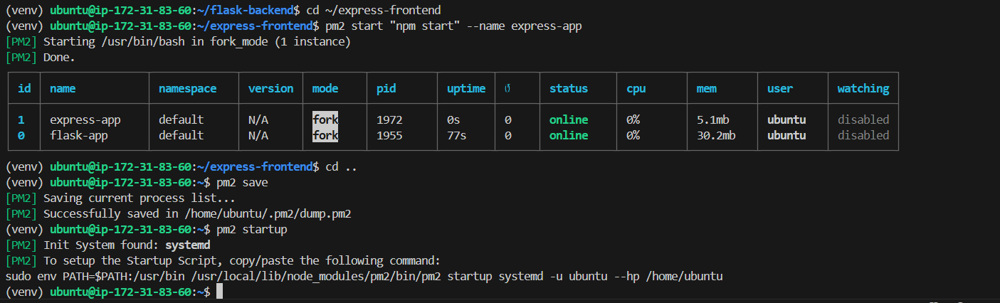 (venv) ubuntu@ip-172-31-83-60:~/flask-backend$ cd ~/express-frontend
(venv) ubuntu@ip-172-31-83-60:~/express-frontend$ pm2 start "npm start" --name express-app
[PM2] Starting /usr/bin/bash in fork_mode (1 instance)
[PM2] Done.
id name namespace version mode pid uptime ↺ status cpu mem user watching
1 express-app default N/A fork 1972 0s 0 online 0% 5.1mb ubuntu disabled
0 flask-app default N/A fork 1955 77s 0 online 0% 30.2mb ubuntu disabled
(venv) ubuntu@ip-172-31-83-60:~/express-frontend$ cd ..
(venv) ubuntu@ip-172-31-83-60:~$ pm2 save
[PM2] Saving current process list...
[PM2] Successfully saved in /home/ubuntu/.pm2/dump.pm2
(venv) ubuntu@ip-172-31-83-60:~$ pm2 startup
[PM2] Init System found: systemd
[PM2] To setup the Startup Script, copy/paste the following command:
sudo env PATH=$PATH:/usr/bin /usr/local/lib/node_modules/pm2/bin/pm2 startup systemd -u ubuntu --hp /home/ubuntu
(venv) ubuntu@ip-172-31-83-60:~$